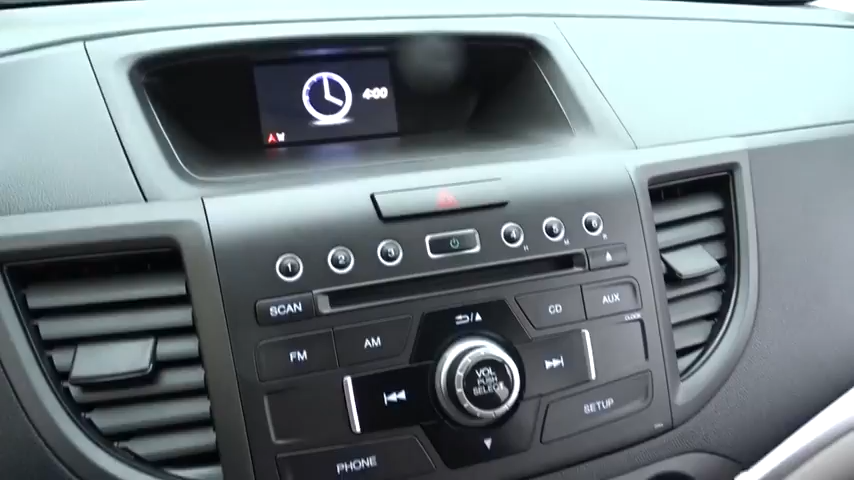 4:00
1 2 3 4 5 6
SCAN
CD
AUX
CLOCK
FM
AM
VOL
PUSH
SELECT
SETUP
PHONE